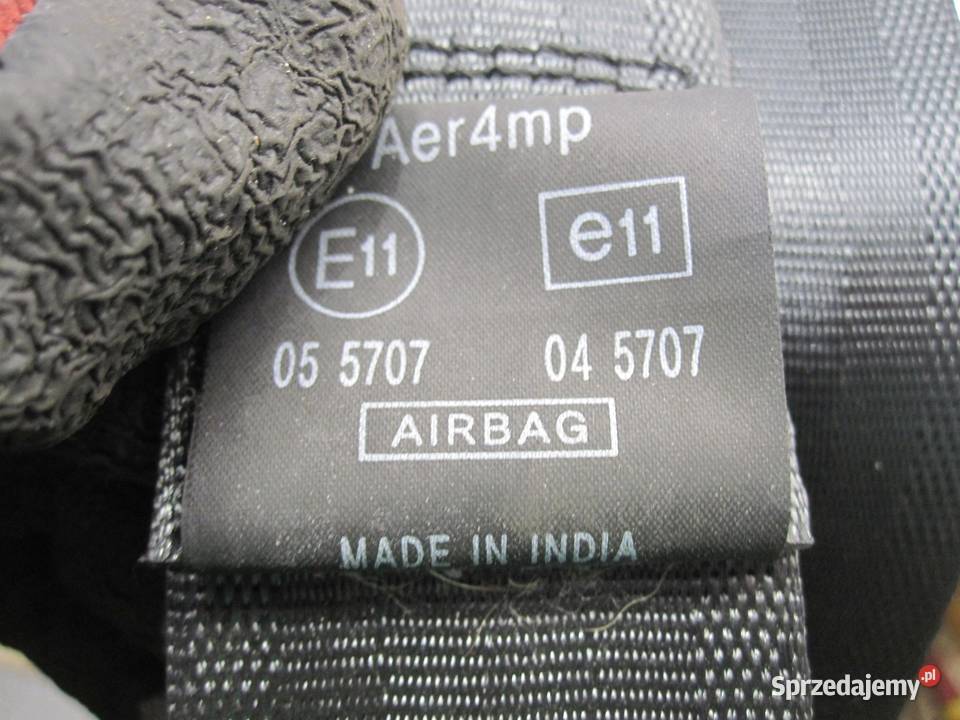 Aer4mp
E11 e11
05 5707 04 5707
AIRBAG
MADE IN INDIA
Sprzedajemy.pl